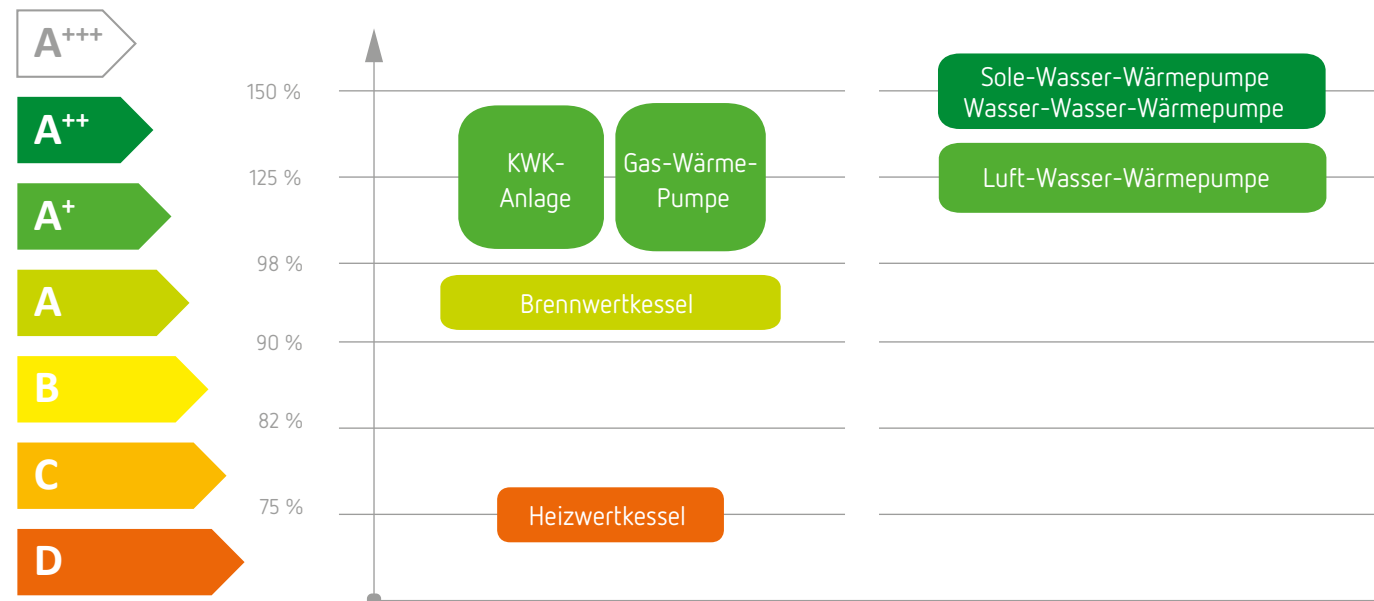 A+++
A++
A+
A
B
C
D
150 %
125 %
98 %
90 %
82 %
75 %
KWK-
Anlage
Gas-Wärme-
Pumpe
Brennwertkessel
Heizwertkessel
Sole-Wasser-Wärmepumpe
Wasser-Wasser-Wärmepumpe
Luft-Wasser-Wärmepumpe